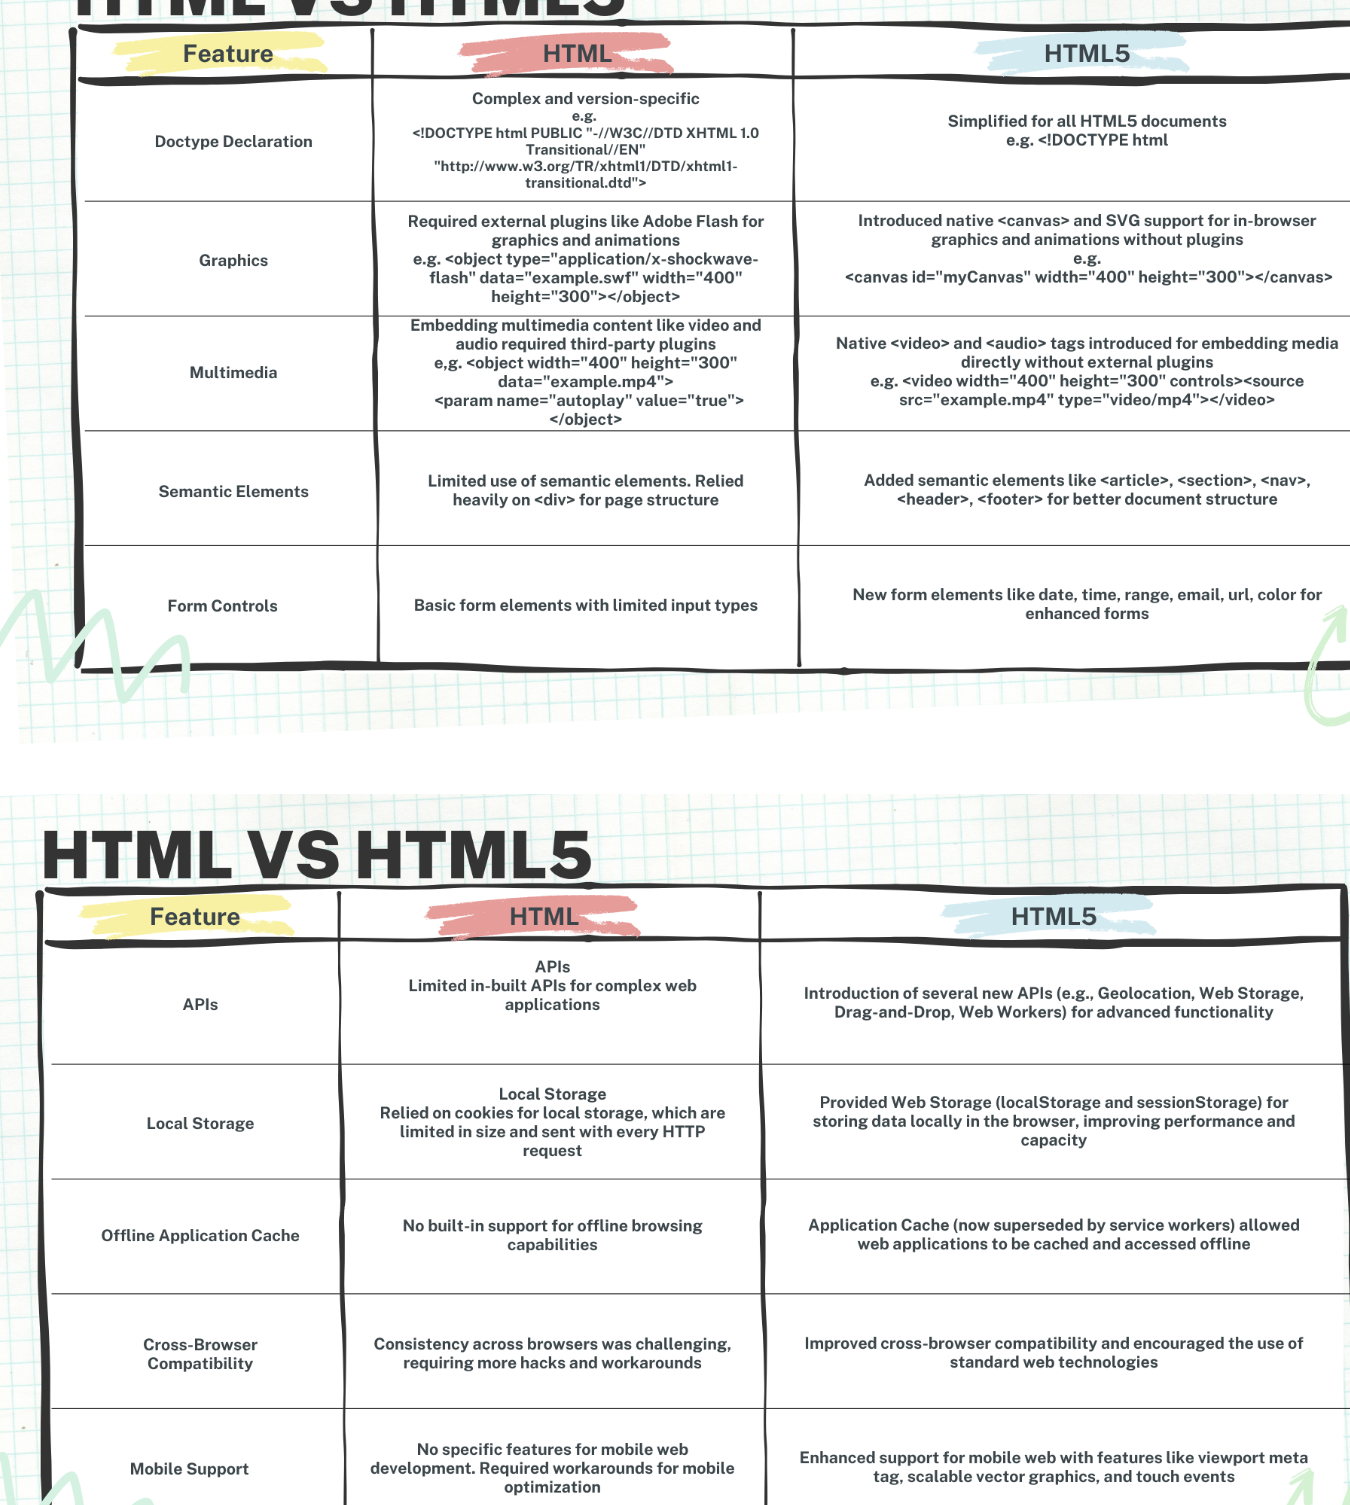 HTML VS HTML5
Feature
HTML
HTML5
Doctype Declaration
Complex and version-specific
e.g.
<!DOCTYPE html PUBLIC "-//W3C//DTD XHTML 1.0
Transitional//EN"
"http://www.w3.org/TR/xhtml1/DTD/xhtml1-
transitional.dtd">
Simplified for all HTML5 documents
e.g. <!DOCTYPE html
Graphics
Required external plugins like Adobe Flash for
graphics and animations
e.g. <object type="application/x-shockwave-
flash" data="example.swf" width="400"
height="300"></object>
Introduced native <canvas> and SVG support for in-browser
graphics and animations without plugins
e.g.
<canvas id="myCanvas" width="400" height="300"></canvas>
Multimedia
Embedding multimedia content like video and
audio required third-party plugins
e,g. <object width="400" height="300"
data="example.mp4">
<param name="autoplay" value="true">
</object>
Native <video> and <audio> tags introduced for embedding media
directly without external plugins
e.g. <video width="400" height="300" controls><source
src="example.mp4" type="video/mp4"></video>
Semantic Elements
Limited use of semantic elements. Relied
heavily on <div> for page structure
Added semantic elements like <article>, <section>, <nav>,
<header>, <footer> for better document structure
Form Controls
Basic form elements with limited input types
New form elements like date, time, range, email, url, color for
enhanced forms
HTML VS HTML5
Feature
HTML
HTML5
APIs
APIs
Limited in-built APIs for complex web
applications
Introduction of several new APIs (e.g., Geolocation, Web Storage,
Drag-and-Drop, Web Workers) for advanced functionality
Local Storage
Local Storage
Relied on cookies for local storage, which are
limited in size and sent with every HTTP
request
Provided Web Storage (localStorage and sessionStorage) for
storing data locally in the browser, improving performance and
capacity
Offline Application Cache
No built-in support for offline browsing
capabilities
Application Cache (now superseded by service workers) allowed
web applications to be cached and accessed offline
Cross-Browser
Compatibility
Consistency across browsers was challenging,
requiring more hacks and workarounds
Improved cross-browser compatibility and encouraged the use of
standard web technologies
Mobile Support
No specific features for mobile web
development. Required workarounds for mobile
optimization
Enhanced support for mobile web with features like viewport meta
tag, scalable vector graphics, and touch events